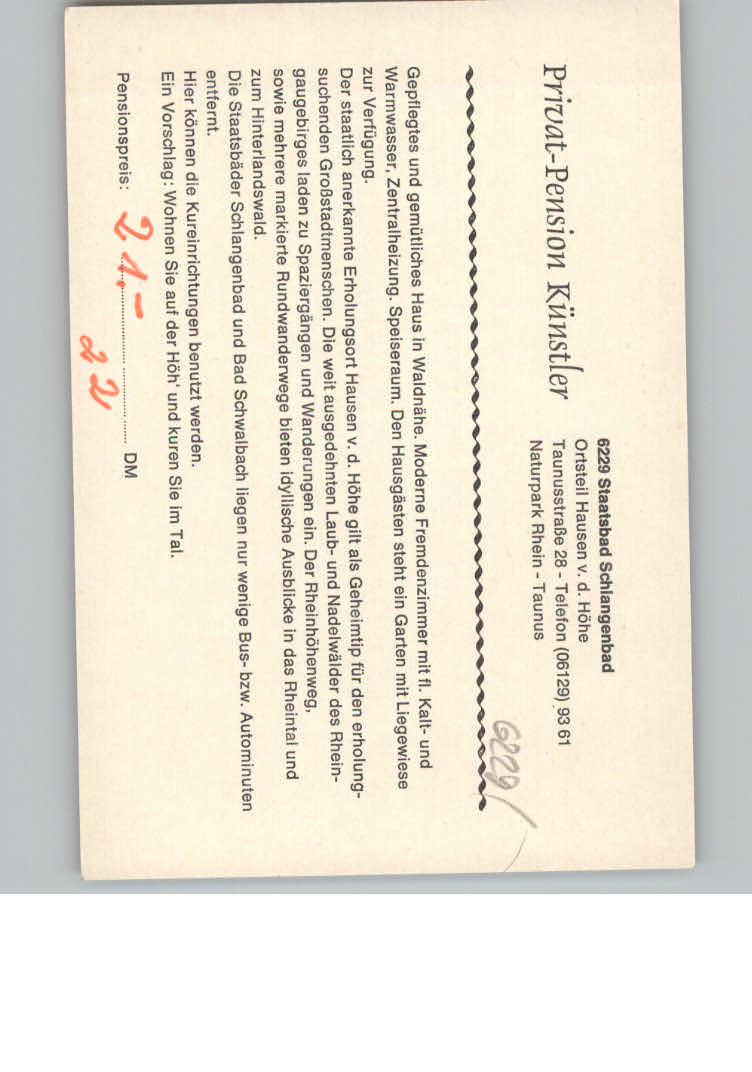 Privat-Pension Künstler
6229 Staatsbad Schlangenbad
Ortsteil Hausen v. d. Höhe
Taunusstraße 28 - Telefon (06129) 93 61
Naturpark Rhein - Taunus
6229/
Gepflegtes und gemütliches Haus in Waldnähe. Moderne Fremdenzimmer mit fl. Kalt- und
Warmwasser, Zentralheizung. Speiseraum. Den Hausgästen steht ein Garten mit Liegewiese
zur Verfügung.
Der staatlich anerkannte Erholungsort Hausen v. d. Höhe gilt als Geheimtip für den erholung-
suchenden Großstadtmenschen. Die weit ausgedehnten Laub- und Nadelwälder des Rhein-
gaugebirges laden zu Spaziergängen und Wanderungen ein. Der Rheinhöhenweg,
sowie mehrere markierte Rundwanderwege bieten idyllische Ausblicke in das Rheintal und
zum Hinterlandswald.
Die Staatsbäder Schlangenbad und Bad Schwalbach liegen nur wenige Bus- bzw. Autominuten
entfernt.
Hier können die Kureinrichtungen benutzt werden.
Ein Vorschlag: Wohnen Sie auf der Höh' und kuren Sie im Tal.
Pensionspreis: 21.- DM
22